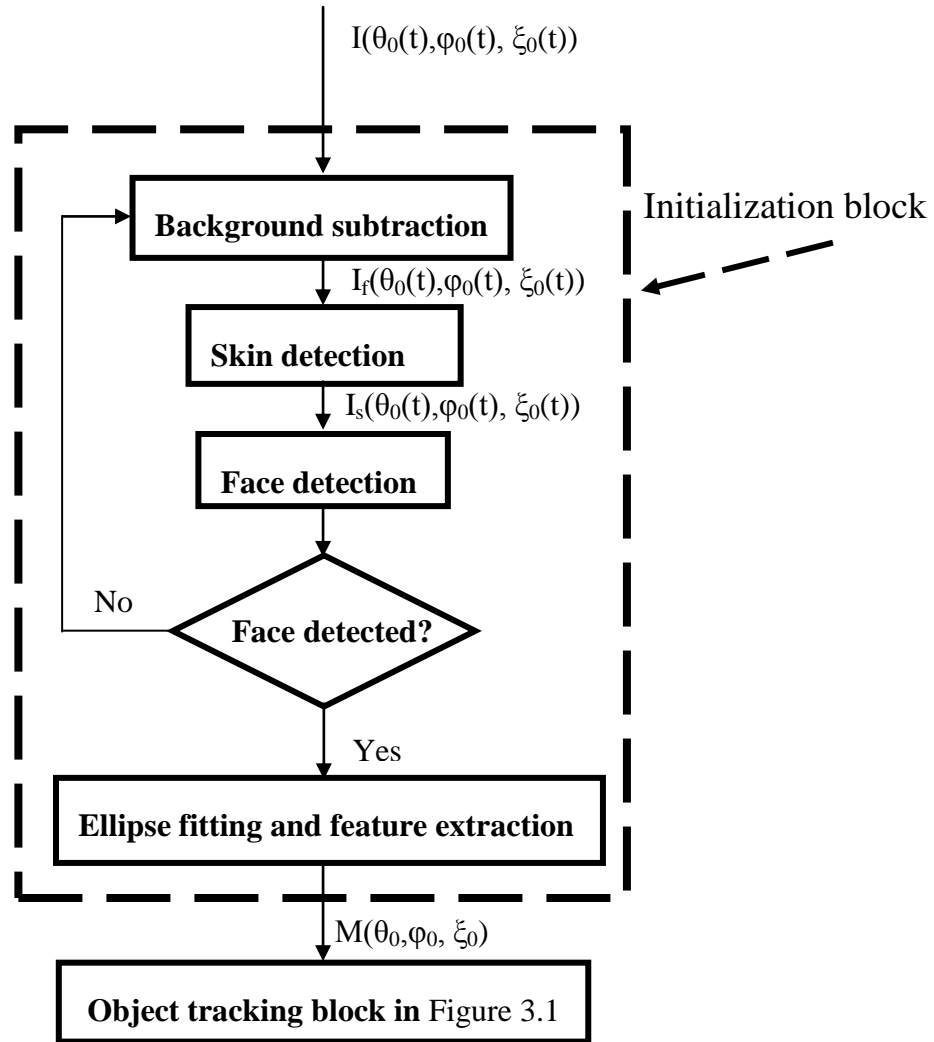 I(θ₀(t),φ₀(t), ξ₀(t))
Initialization block
Background subtraction
I_f(θ₀(t),φ₀(t), ξ₀(t))
Skin detection
Iₛ(θ₀(t),φ₀(t), ξ₀(t))
Face detection
No
Face detected?
Yes
Ellipse fitting and feature extraction
M(θ₀,φ₀, ξ₀)
Object tracking block in Figure 3.1